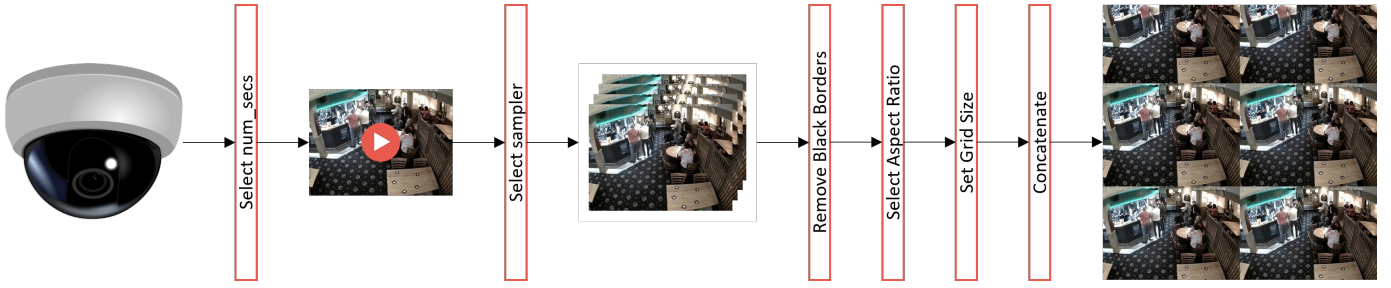 Select num_secs
Select sampler
Remove Black Borders
Select Aspect Ratio
Set Grid Size
Concatenate